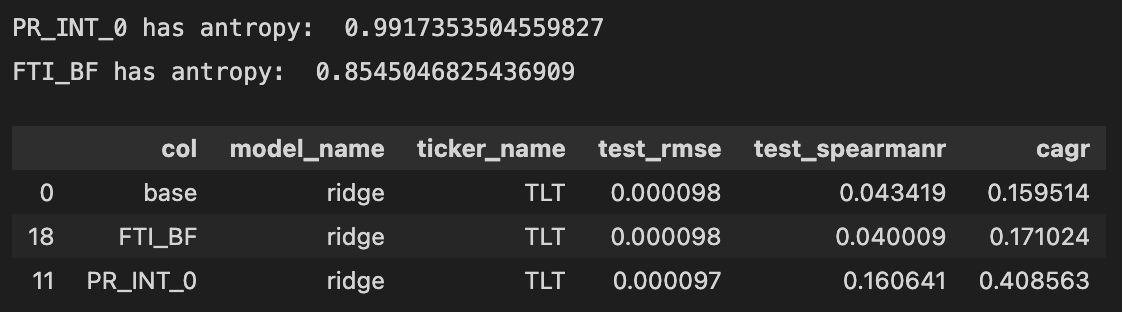 PR_INT_0 has antropy:  0.9917353504559827
FTI_BF has antropy:  0.8545046825436909
col model_name ticker_name test_rmse test_spearmanr cagr
0 base ridge TLT 0.000098 0.043419 0.159514
18 FTI_BF ridge TLT 0.000098 0.040009 0.171024
11 PR_INT_0 ridge TLT 0.000097 0.160641 0.408563